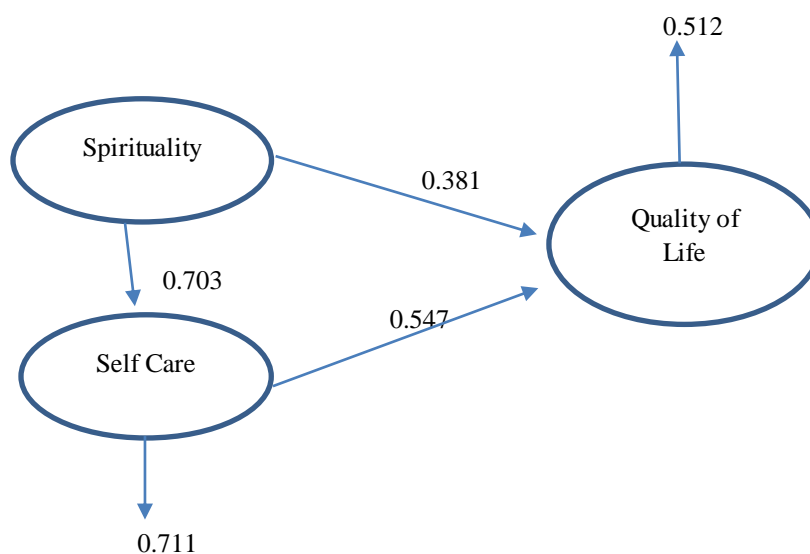 0.512
Spirituality
0.381
Quality of
Life
0.703
0.547
Self Care
0.711